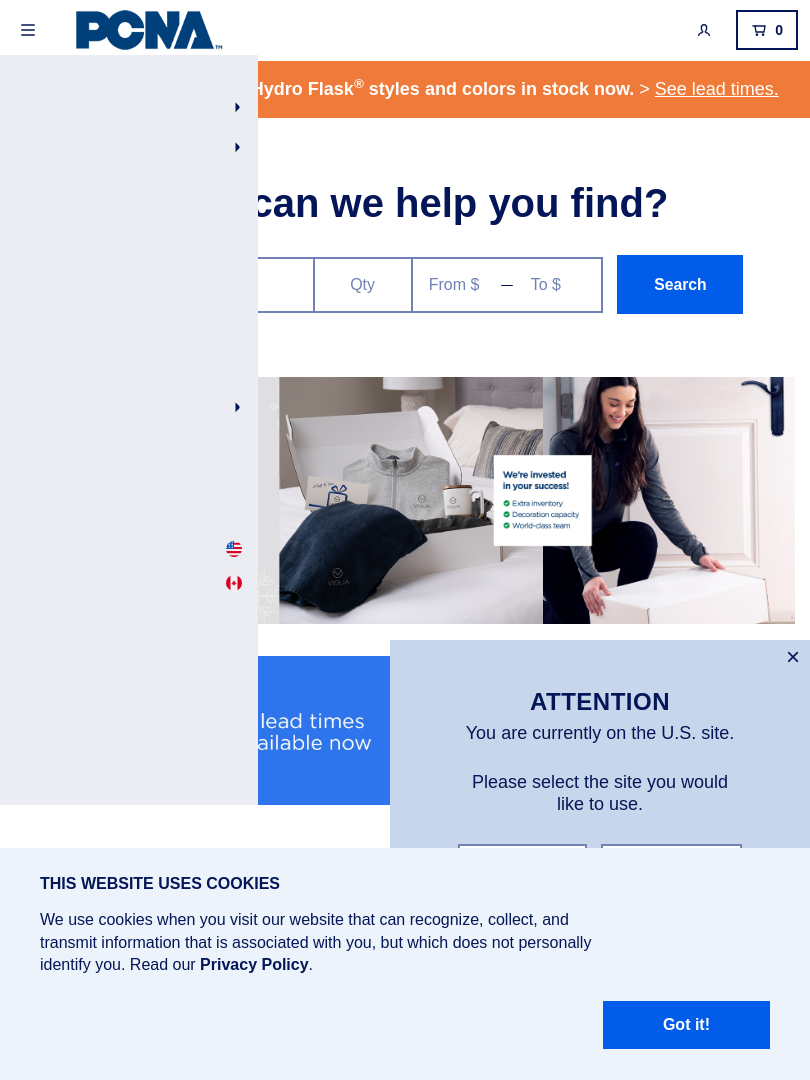 PCNA™
0
Hydro Flask® styles and colors in stock now. > See lead times.
can we help you find?
Qty
From $ — To $
Search
We're invested
in your success!
Extra inventory
Decoration capacity
World-class team
VIOLIA
lead times
ailable now
ATTENTION
You are currently on the U.S. site.
Please select the site you would
like to use.
THIS WEBSITE USES COOKIES
We use cookies when you visit our website that can recognize, collect, and
transmit information that is associated with you, but which does not personally
identify you. Read our Privacy Policy.
Got it!